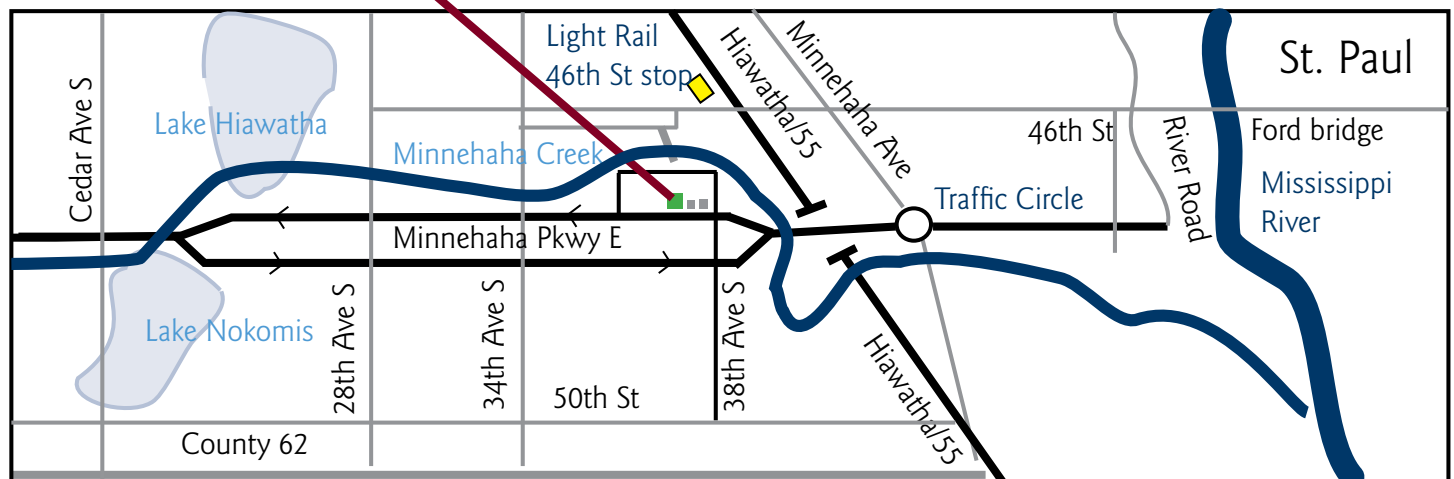 Light Rail
46th St stop
Hiawatha/55
Minnehaha Ave
St. Paul
Cedar Ave S
Lake Hiawatha
Minnehaha Creek
46th St
River Road
Ford bridge
Mississippi
River
Traffic Circle
Minnehaha Pkwy E
Lake Nokomis
28th Ave S
34th Ave S
50th St
38th Ave S
Hiawatha/55
County 62